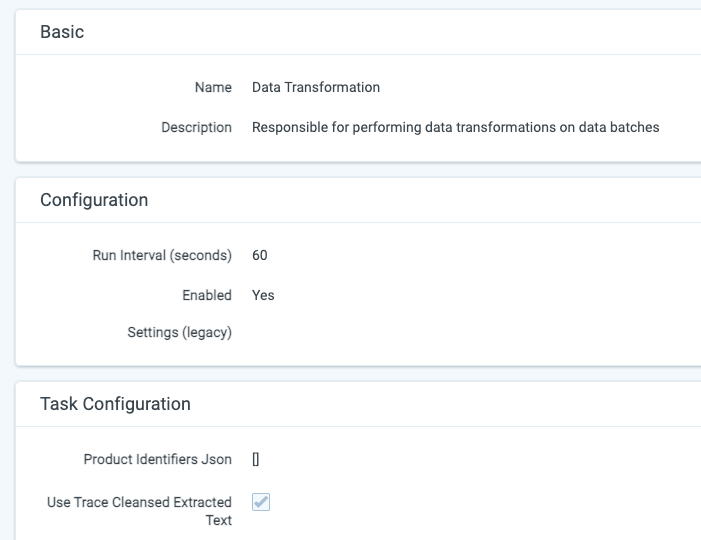 Basic
Name Data Transformation
Description Responsible for performing data transformations on data batches
Configuration
Run Interval (seconds) 60
Enabled Yes
Settings (legacy)
Task Configuration
Product Identifiers Json []
Use Trace Cleansed Extracted
Text